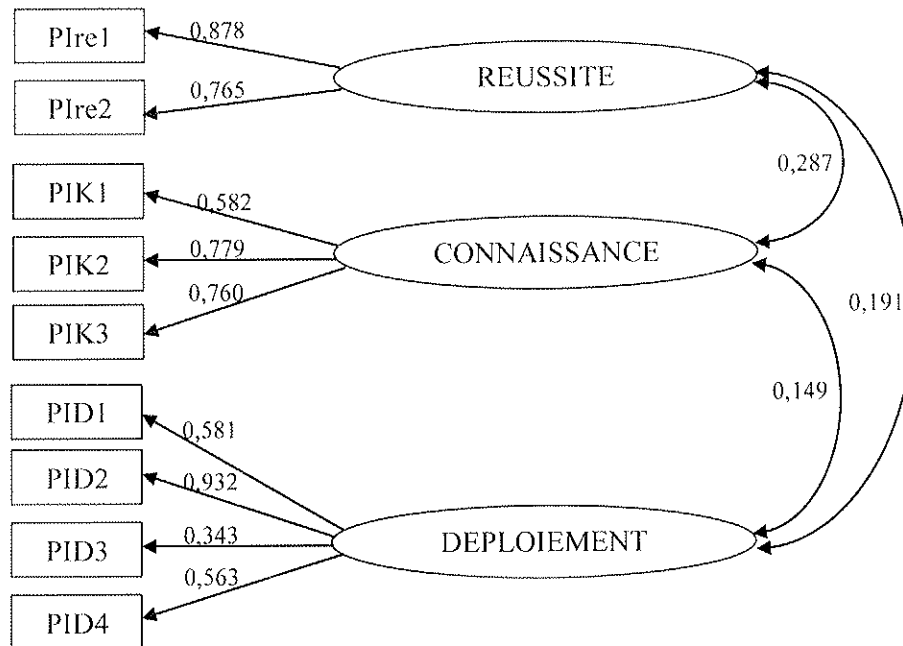 PIre1
0,878
REUSSITE
PIre2
0,765
0,287
PIK1
0,582
CONNAISSANCE
PIK2
0,779
PIK3
0,760
0,191
0,149
PID1
0,581
PID2
0,932
PID3
0,343
DEPLOIEMENT
PID4
0,563